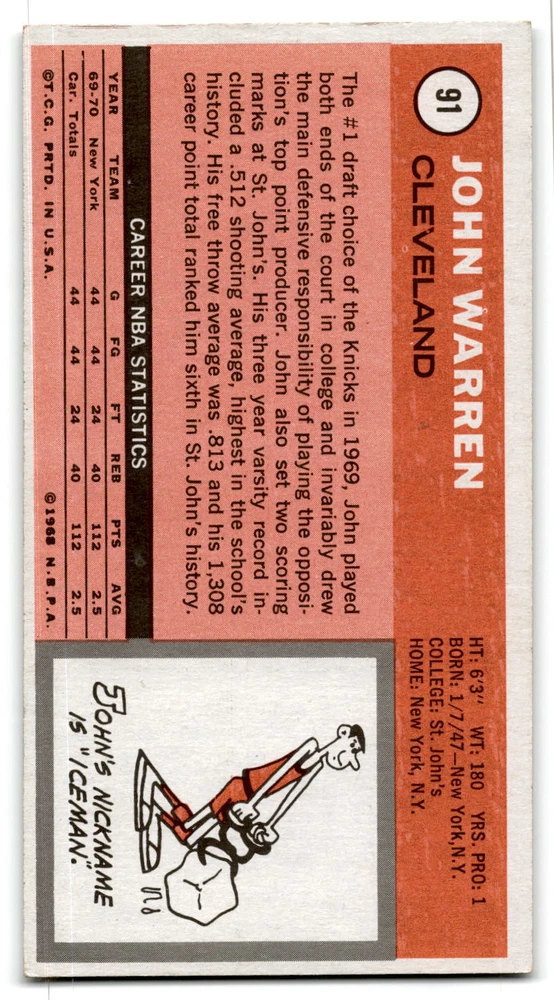 91
JOHN WARREN
CLEVELAND
HT: 6'3" WT: 180 YRS. PRO: 1
BORN: 1/7/47—New York, N.Y.
COLLEGE: St. John's
HOME: New York, N.Y.
The #1 draft choice of the Knicks in 1969, John played
both ends of the court in college and invariably drew
the main defensive responsibility of playing the opposi-
tion's top point producer. John also set two scoring
marks at St. John's. His three year varsity record in-
cluded a .512 shooting average, highest in the school's
history. His free throw average was .813 and his 1,308
career point total ranked him sixth in St. John's history.
CAREER NBA STATISTICS
YEAR TEAM G FG FT REB PTS AVG
69-70 New York 44 44 24 40 112 2.5
Car. Totals 44 44 24 40 112 2.5
©T.C.G. PRTD. IN U.S.A. ©1968 N.B.P.A.
JOHN'S NICKNAME
IS "ICEMAN."